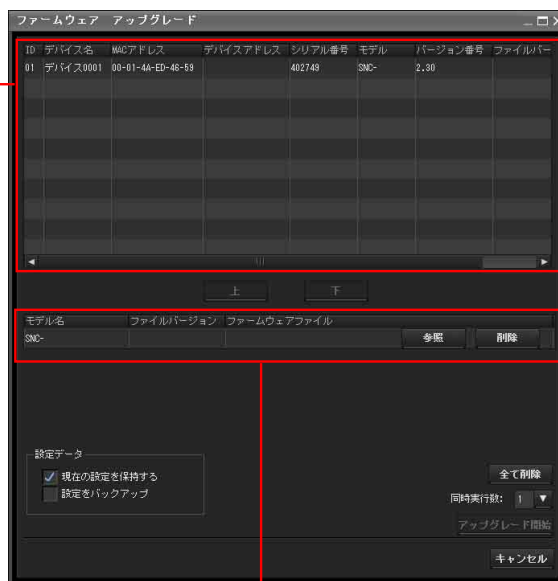 ファームウェア アップグレード
ID デバイス名 MACアドレス デバイスアドレス シリアル番号 モデル バージョン番号 ファイルバー
01 デバイス0001 00-01-4A-ED-46-59 402749 SNC- 2.30
上 下
モデル名 ファイルバージョン ファームウェアファイル
SNC- 参照 削除
設定データ
現在の設定を保持する
設定をバックアップ
全て削除
同時実行数: 1
アップグレード開始
キャンセル